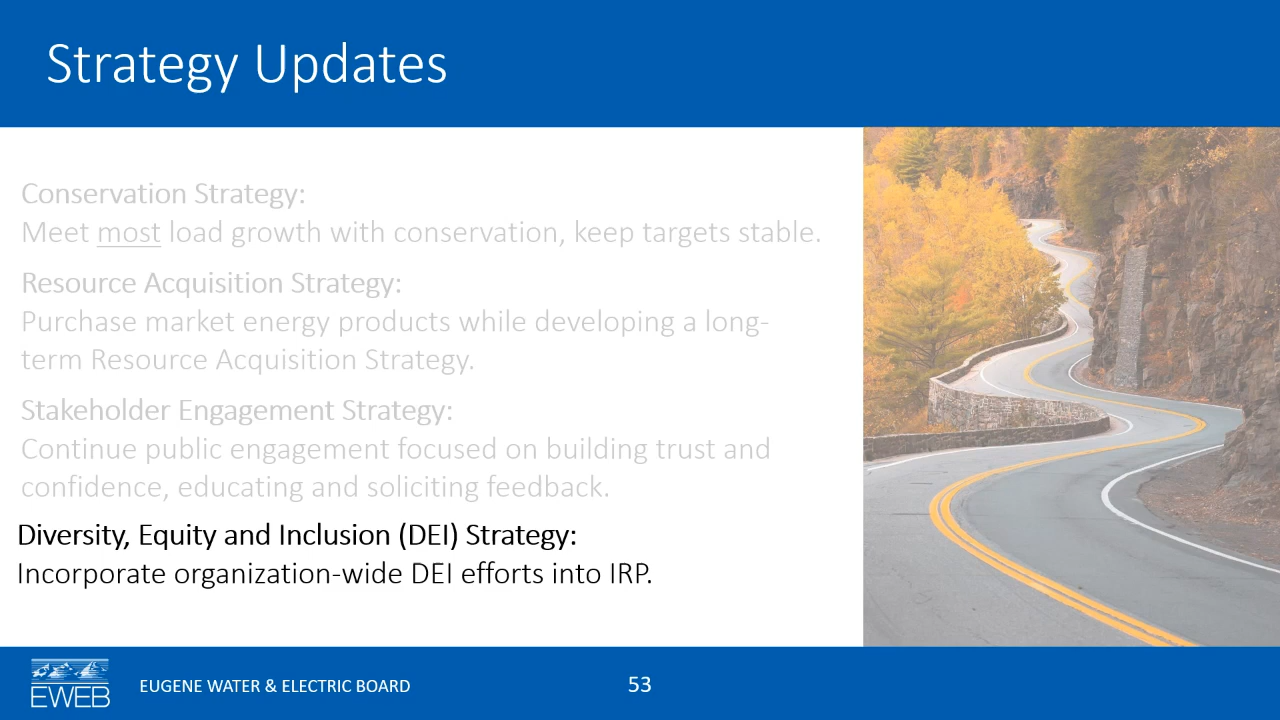 Strategy Updates
Conservation Strategy:
Meet most load growth with conservation, keep targets stable.
Resource Acquisition Strategy:
Purchase market energy products while developing a long-
term Resource Acquisition Strategy.
Stakeholder Engagement Strategy:
Continue public engagement focused on building trust and
confidence, educating and soliciting feedback.
Diversity, Equity and Inclusion (DEI) Strategy:
Incorporate organization-wide DEI efforts into IRP.
EWEB
EUGENE WATER & ELECTRIC BOARD
53